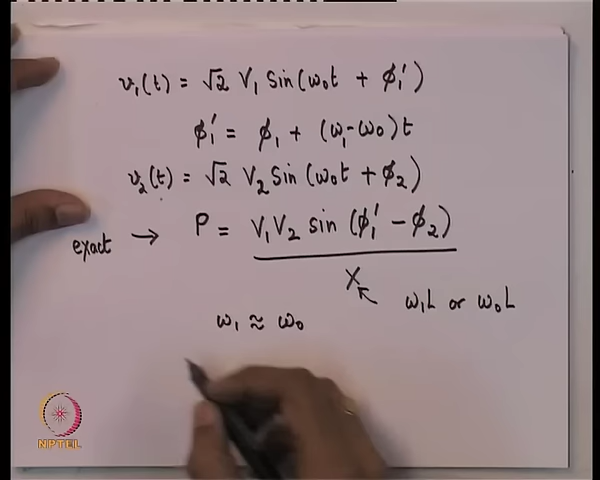 v₁(t) = √2 V₁ Sin(ω₀t + ϕ₁')
ϕ₁' = ϕ₁ + (ω₁-ω₀)t
v₂(t) = √2 V₂ Sin(ω₀t + ϕ₂)
exact → P = V₁V₂ sin (ϕ₁' - ϕ₂)
X
ω₁L or ω₀L
ω₁ ≈ ω₀
NPTEL